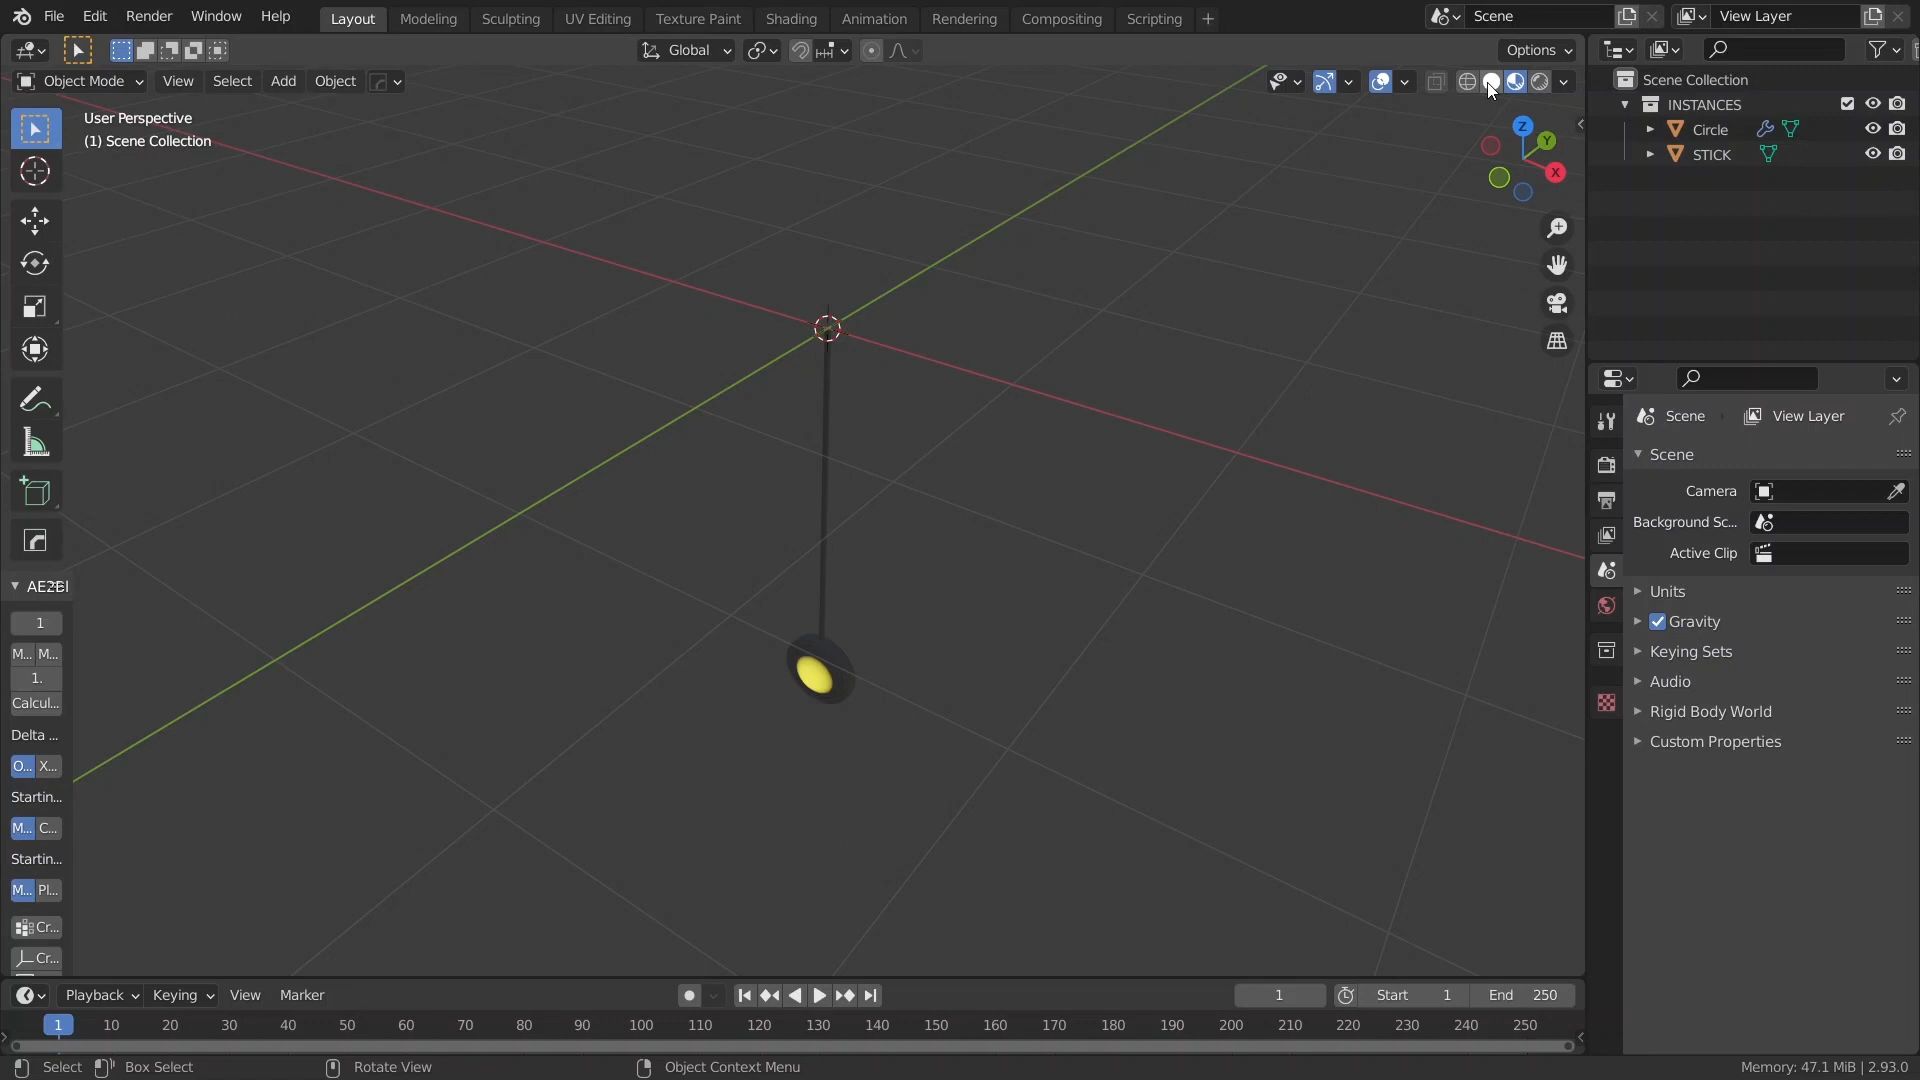 File Edit Render Window Help Layout Modeling Sculpting UV Editing Texture Paint Shading Animation Rendering Compositing Scripting + Scene View Layer
Global Options
Object Mode View Select Add Object
User Perspective
(1) Scene Collection
Z Y X
Scene Collection
INSTANCES
Circle
STICK
Scene View Layer
Scene
Camera
Background Sc...
Active Clip
Units
Gravity
Keying Sets
Audio
Rigid Body World
Custom Properties
1
M... M...
1.
Calcul...
Delta ...
O... X...
Startin...
M... C...
Startin...
M... Pl...
Cr...
Cr...
Playback Keying View Marker 1 Start 1 End 250
1 10 20 30 40 50 60 70 80 90 100 110 120 130 140 150 160 170 180 190 200 210 220 230 240 250
Select Box Select Rotate View Object Context Menu Memory: 47.1 MiB | 2.93.0